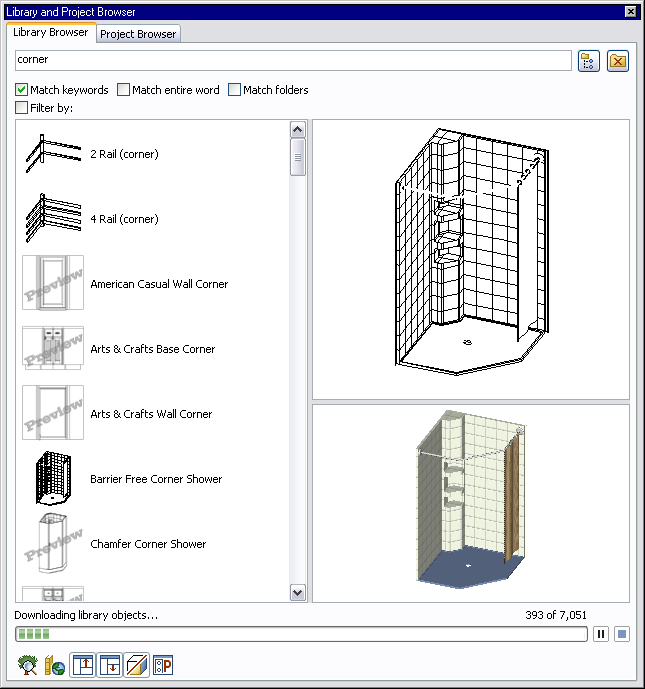 Library and Project Browser
Library Browser
Project Browser
corner
Match keywords
Match entire word
Match folders
Filter by:
2 Rail (corner)
4 Rail (corner)
Preview
American Casual Wall Corner
Preview
Arts & Crafts Base Corner
Preview
Arts & Crafts Wall Corner
Barrier Free Corner Shower
Preview
Chamfer Corner Shower
Downloading library objects...
393 of 7,051
P